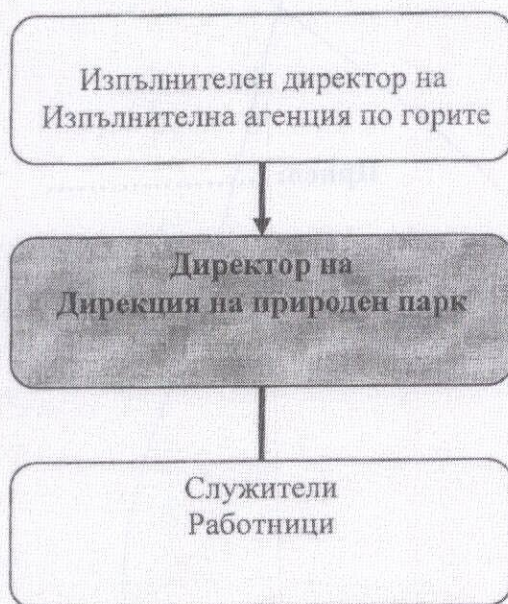 Изпълнителен директор на
Изпълнителна агенция по горите
Директор на
Дирекция на природен парк
Служители
Работници